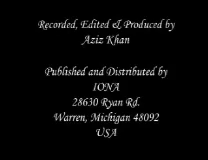 Recorded, Edited & Produced by
Aziz Khan
Published and Distributed by
IONA
28630 Ryan Rd.
Warren, Michigan 48092
USA